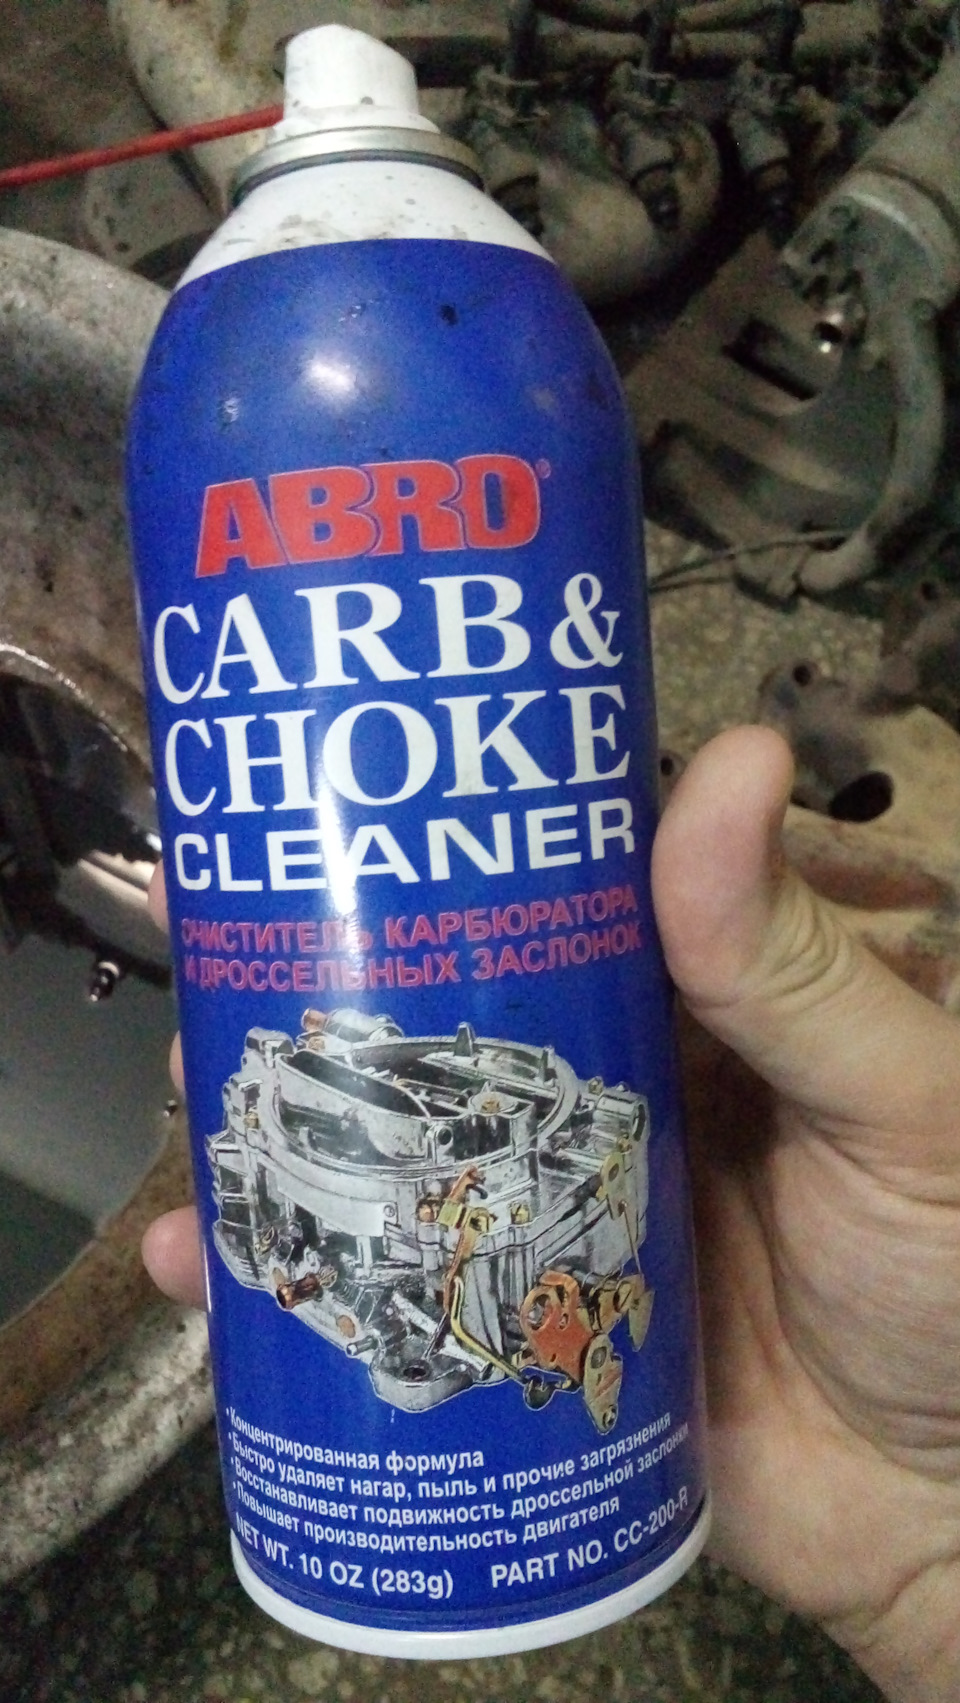 ABRO®
CARB &
CHOKE
CLEANER
ОЧИСТИТЕЛЬ КАРБЮРАТОРА
И ДРОССЕЛЬНЫХ ЗАСЛОНОК
• Концентрированная формула
• Быстро удаляет нагар, пыль и прочие загрязнения
• Восстанавливает подвижность дроссельной заслонки
• Повышает производительность двигателя
NET WT. 10 OZ (283g) PART NO. CC-200-R